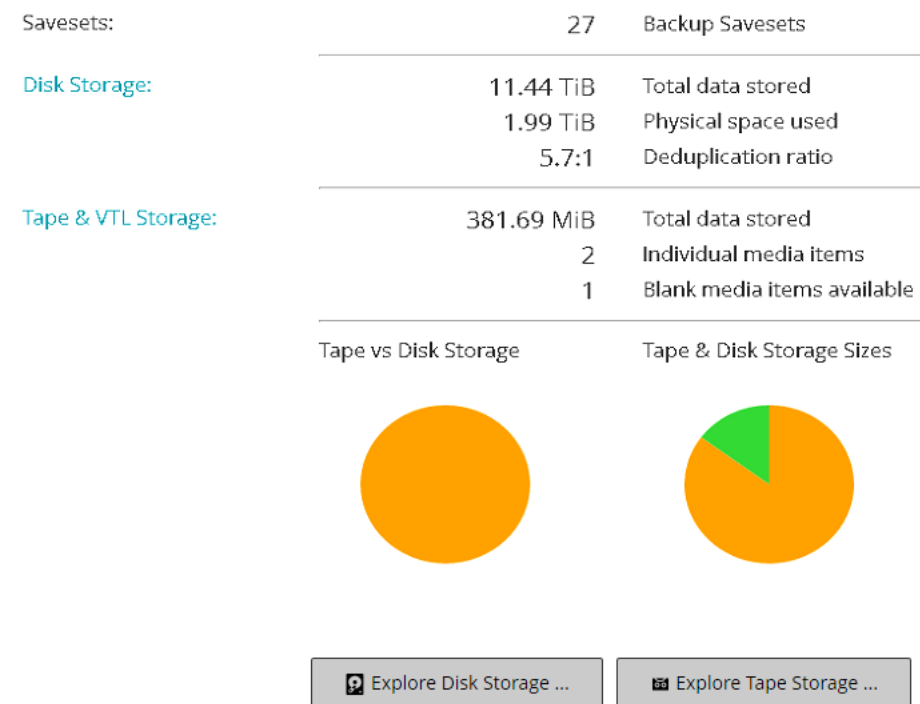 Savesets: 27 Backup Savesets
Disk Storage: 11.44 TiB Total data stored
1.99 TiB Physical space used
5.7:1 Deduplication ratio
Tape & VTL Storage: 381.69 MiB Total data stored
2 Individual media items
1 Blank media items available
Tape vs Disk Storage Tape & Disk Storage Sizes
Explore Disk Storage ... Explore Tape Storage ...